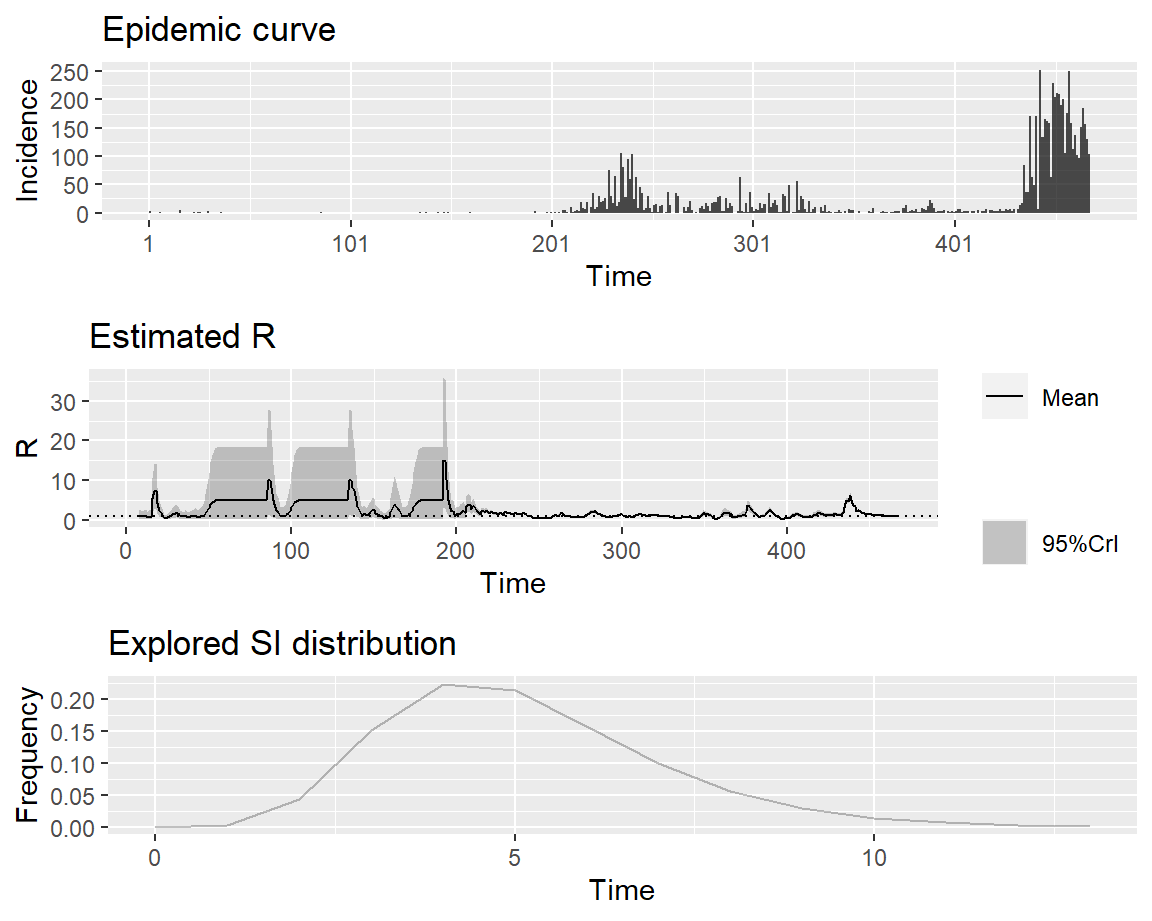 Epidemic curve
250
200
150
100
50
0
Incidence
1 101 201 301 401
Time
Estimated R
30
20
10
0
R
0 100 200 300 400
Time
Mean
95%CrI
Explored SI distribution
0.20
0.15
0.10
0.05
0.00
Frequency
0 5 10
Time